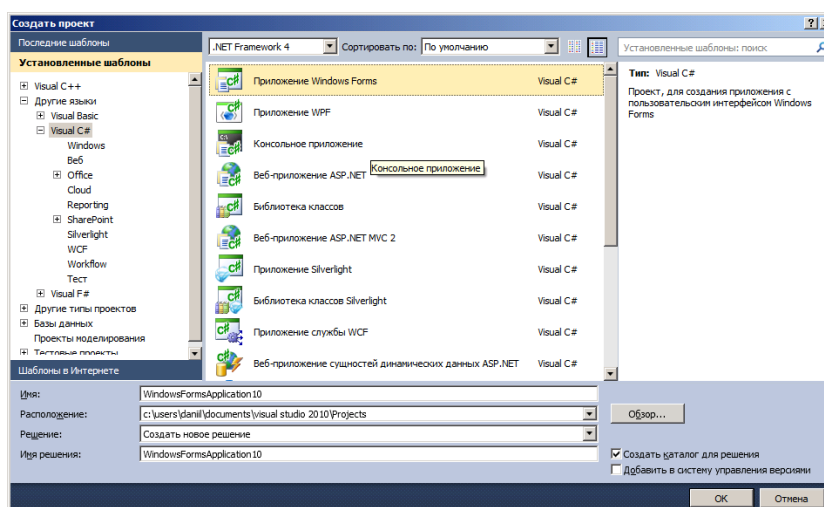 Создать проект
Последние шаблоны
.NET Framework 4
Сортировать по:
По умолчанию
Установленные шаблоны: поиск
Установленные шаблоны
Visual C++
Другие языки
Visual Basic
Visual C#
Windows
Веб
Office
Cloud
Reporting
SharePoint
Silverlight
WCF
Workflow
Тест
Visual F#
Другие типы проектов
Базы данных
Проекты моделирования
Тестовые проекты
Шаблоны в Интернете
Приложение Windows Forms Visual C#
Приложение WPF Visual C#
Консольное приложение Visual C#
Консольное приложение
Веб-приложение ASP.NET Visual C#
Библиотека классов Visual C#
Веб-приложение ASP.NET MVC 2 Visual C#
Приложение Silverlight Visual C#
Библиотека классов Silverlight Visual C#
Приложение службы WCF Visual C#
Веб-приложение сущностей динамических данных ASP.NET Visual C#
Тип: Visual C#
Проект, для создания приложения с
пользовательским интерфейсом Windows
Forms
Имя: WindowsFormsApplication10
Расположение: c:\users\daniil\documents\visual studio 2010\Projects
Обзор...
Решение: Создать новое решение
Имя решения: WindowsFormsApplication10
Создать каталог для решения
Добавить в систему управления версиями
OK
Отмена